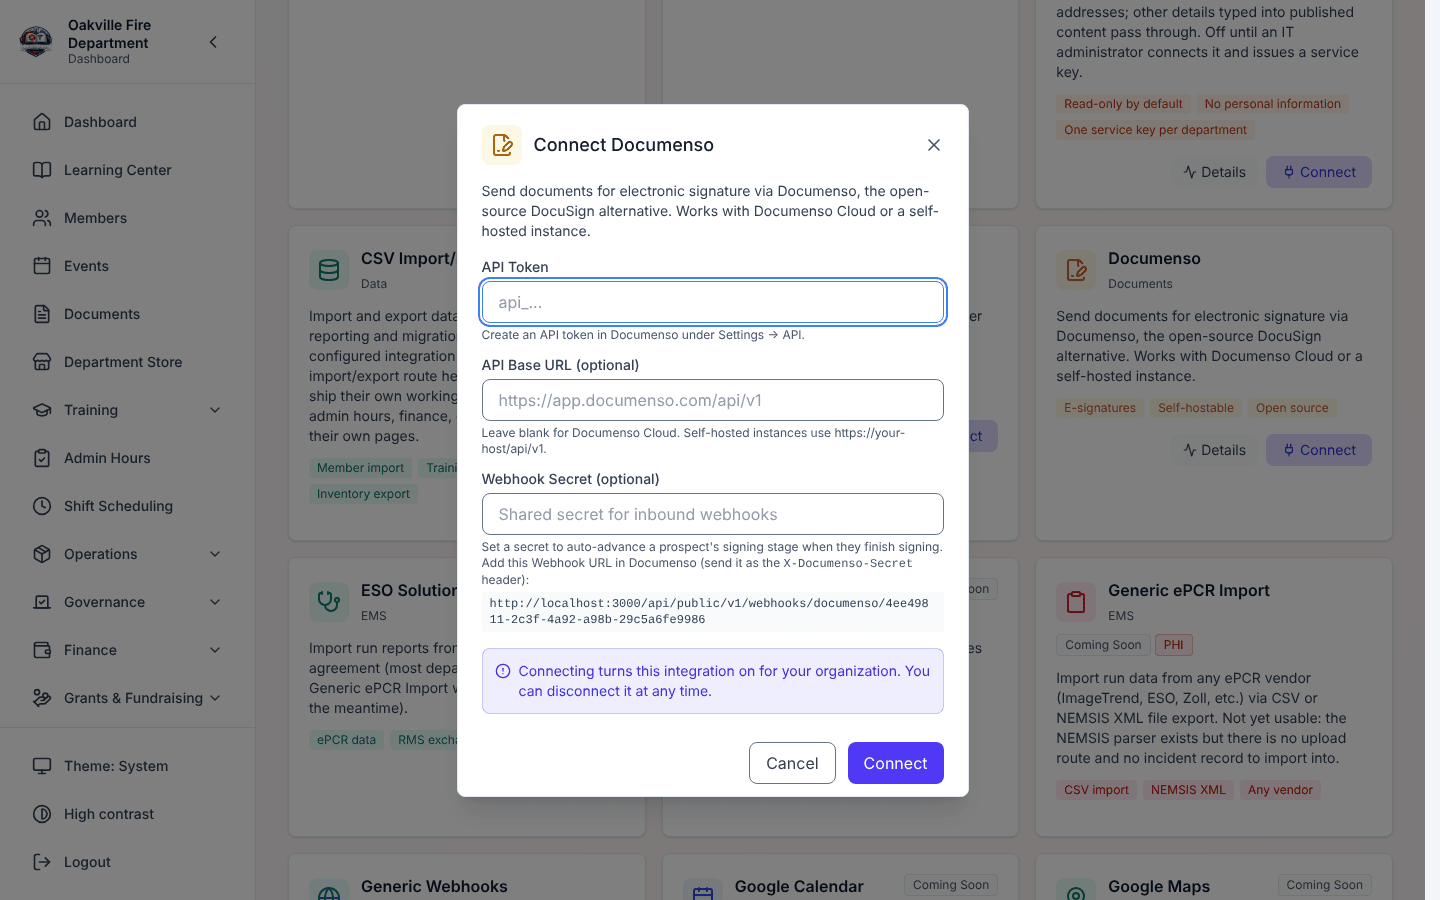 Oakville Fire
Department
Dashboard
Dashboard
Learning Center
Members
Events
Documents
Department Store
Training
Admin Hours
Shift Scheduling
Operations
Governance
Finance
Grants & Fundraising
Theme: System
High contrast
Logout
addresses; other details typed into published
content pass through. Off until an IT
administrator connects it and issues a service
key.
Read-only by default
No personal information
One service key per department
Details
Connect
CSV Import/
Data
Import and export data
reporting and migratio
configured integration
import/export route he
ship their own working
admin hours, finance,
their own pages.
Member import
Traini
Inventory export
er
ct
Documenso
Documents
Send documents for electronic signature via
Documenso, the open-source DocuSign
alternative. Works with Documenso Cloud or a
self-hosted instance.
E-signatures
Self-hostable
Open source
Details
Connect
ESO Solution
EMS
Import run reports from
agreement (most depa
Generic ePCR Import w
the meantime).
ePCR data
RMS excha
oon
es
Generic ePCR Import
EMS
Coming Soon
PHI
Import run data from any ePCR vendor
(ImageTrend, ESO, Zoll, etc.) via CSV or
NEMSIS XML file export. Not yet usable: the
NEMSIS parser exists but there is no upload
route and no incident record to import into.
CSV import
NEMSIS XML
Any vendor
Generic Webhooks
Google Calendar
Coming Soon
Google Maps
Coming Soon
Connect Documenso
Send documents for electronic signature via Documenso, the open-
source DocuSign alternative. Works with Documenso Cloud or a self-
hosted instance.
API Token
api_...
Create an API token in Documenso under Settings → API.
API Base URL (optional)
https://app.documenso.com/api/v1
Leave blank for Documenso Cloud. Self-hosted instances use https://your-
host/api/v1.
Webhook Secret (optional)
Shared secret for inbound webhooks
Set a secret to auto-advance a prospect's signing stage when they finish signing.
Add this Webhook URL in Documenso (send it as the X-Documenso-Secret
header):
http://localhost:3000/api/public/v1/webhooks/documenso/4ee498
11-2c3f-4a92-a98b-29c5a6fe9986
Connecting turns this integration on for your organization. You
can disconnect it at any time.
Cancel
Connect